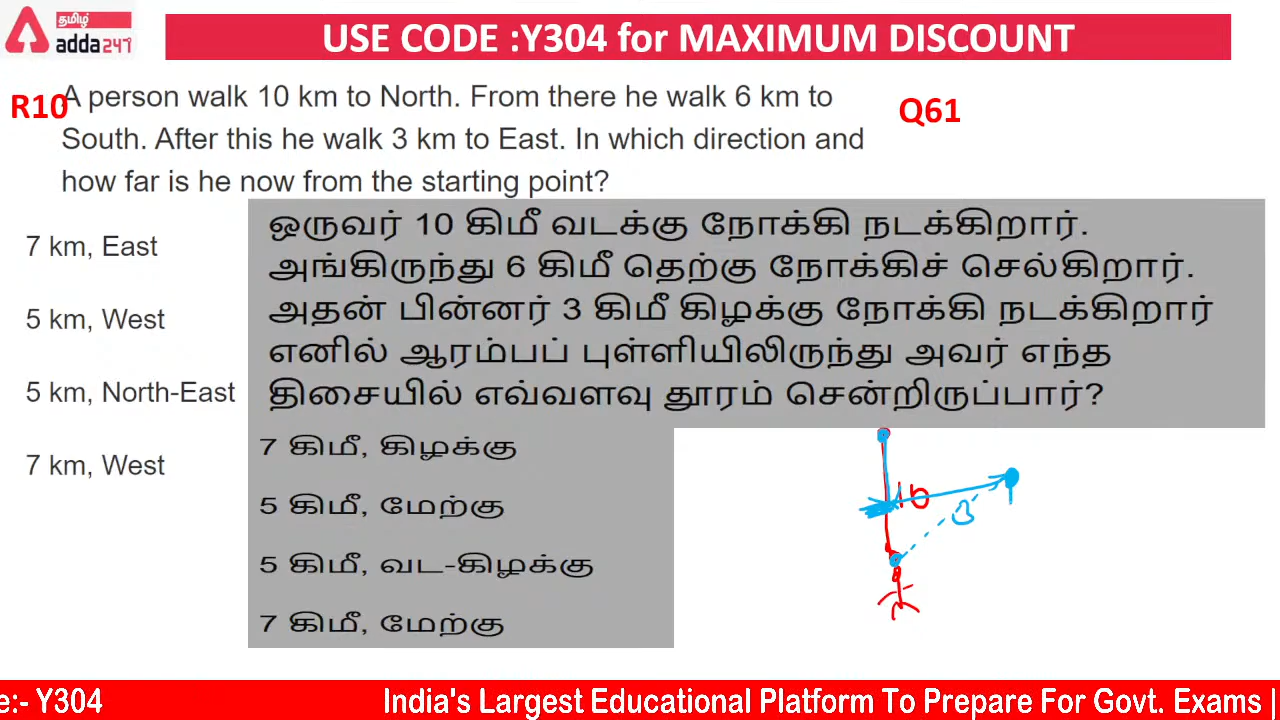 தமிழ்
adda247
USE CODE :Y304 for MAXIMUM DISCOUNT
R10
A person walk 10 km to North. From there he walk 6 km to
South. After this he walk 3 km to East. In which direction and
how far is he now from the starting point?
Q61
7 km, East
5 km, West
5 km, North-East
7 km, West
ஒருவர் 10 கிமீ வடக்கு நோக்கி நடக்கிறார்.
அங்கிருந்து 6 கிமீ தெற்கு நோக்கிச் செல்கிறார்.
அதன் பின்னர் 3 கிமீ கிழக்கு நோக்கி நடக்கிறார்
எனில் ஆரம்பப் புள்ளியிலிருந்து அவர் எந்த
திசையில் எவ்வளவு தூரம் சென்றிருப்பார்?
7 கிமீ, கிழக்கு
5 கிமீ, மேற்கு
5 கிமீ, வட-கிழக்கு
7 கிமீ, மேற்கு
10
3
e:- Y304
India's Largest Educational Platform To Prepare For Govt. Exams |